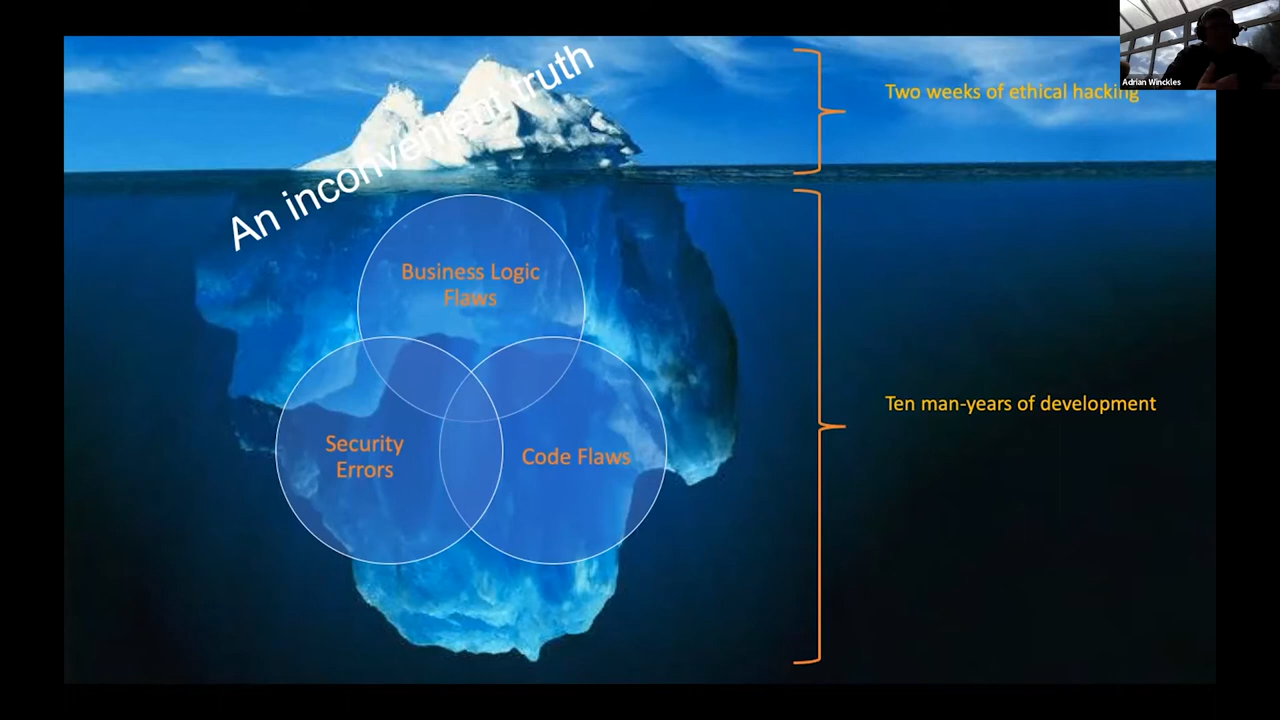 An inconvenient truth
Two weeks of ethical hacking
Adrian Winckles
Business Logic
Flaws
Security
Errors
Code Flaws
Ten man-years of development